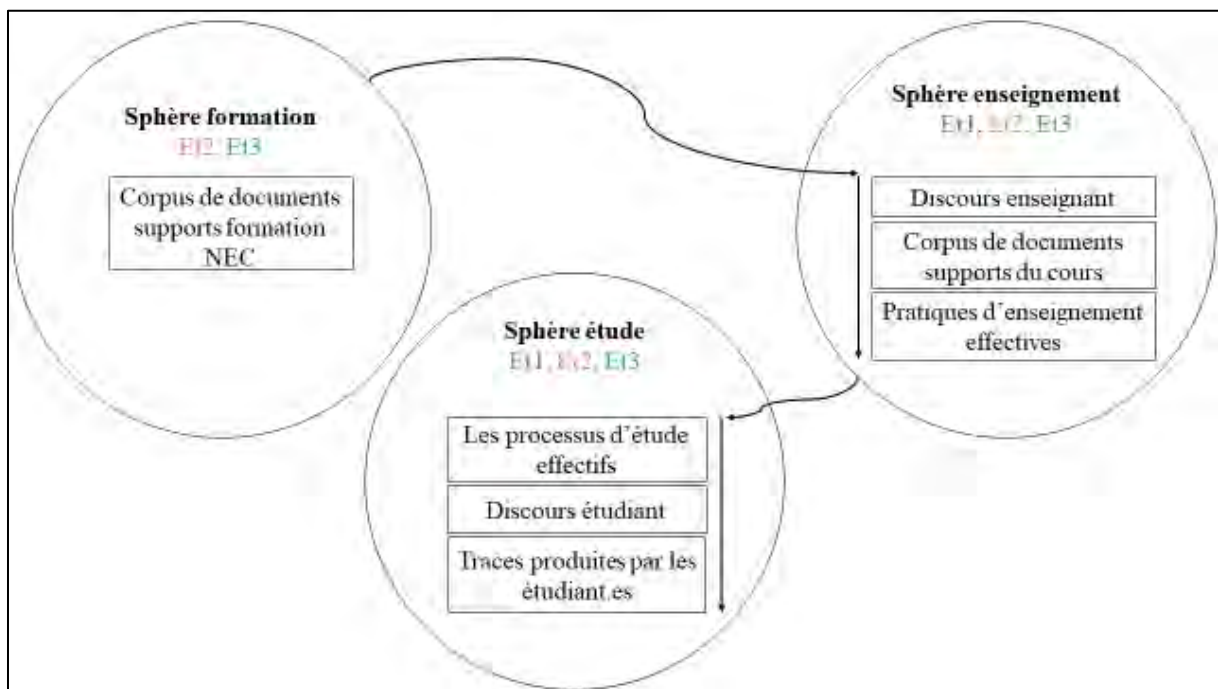 Sphère formation
Et2, Et3
Corpus de documents
supports formation
NEC
Sphère enseignement
Et1, Et2, Et3
Discours enseignant
Corpus de documents
supports du cours
Pratiques d’enseignement
effectives
Sphère étude
Et1, Et2, Et3
Les processus d’étude
effectifs
Discours étudiant
Traces produites par les
étudiant.es